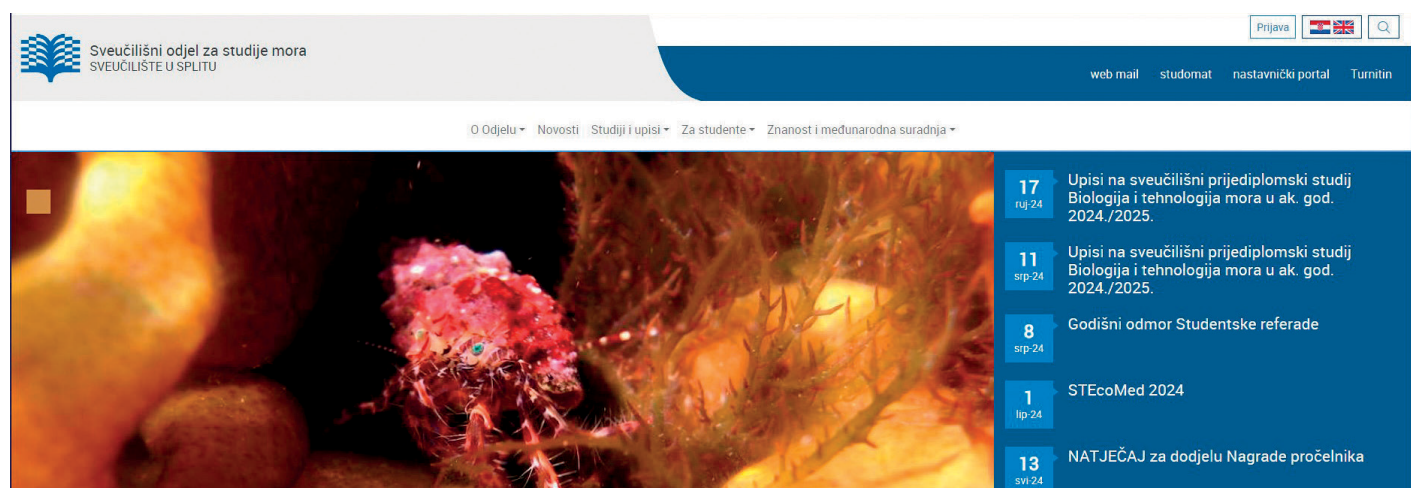 Prijava
Sveučilišni odjel za studije mora
SVEUČILIŠTE U SPLITU
web mail studomat nastavnički portal Turnitin
O Odjelu Novosti Studiji i upisi Za studente Znanost i međunarodna suradnja
17
ruj-24
Upisi na sveučilišni prijediplomski studij
Biologija i tehnologija mora u ak. god.
2024./2025.
11
srp-24
Upisi na sveučilišni prijediplomski studij
Biologija i tehnologija mora u ak. god.
2024./2025.
8
srp-24
Godišni odmor Studentske referade
1
lip-24
STEcoMed 2024
13
svi-24
NATJEČAJ za dodjelu Nagrade pročelnika